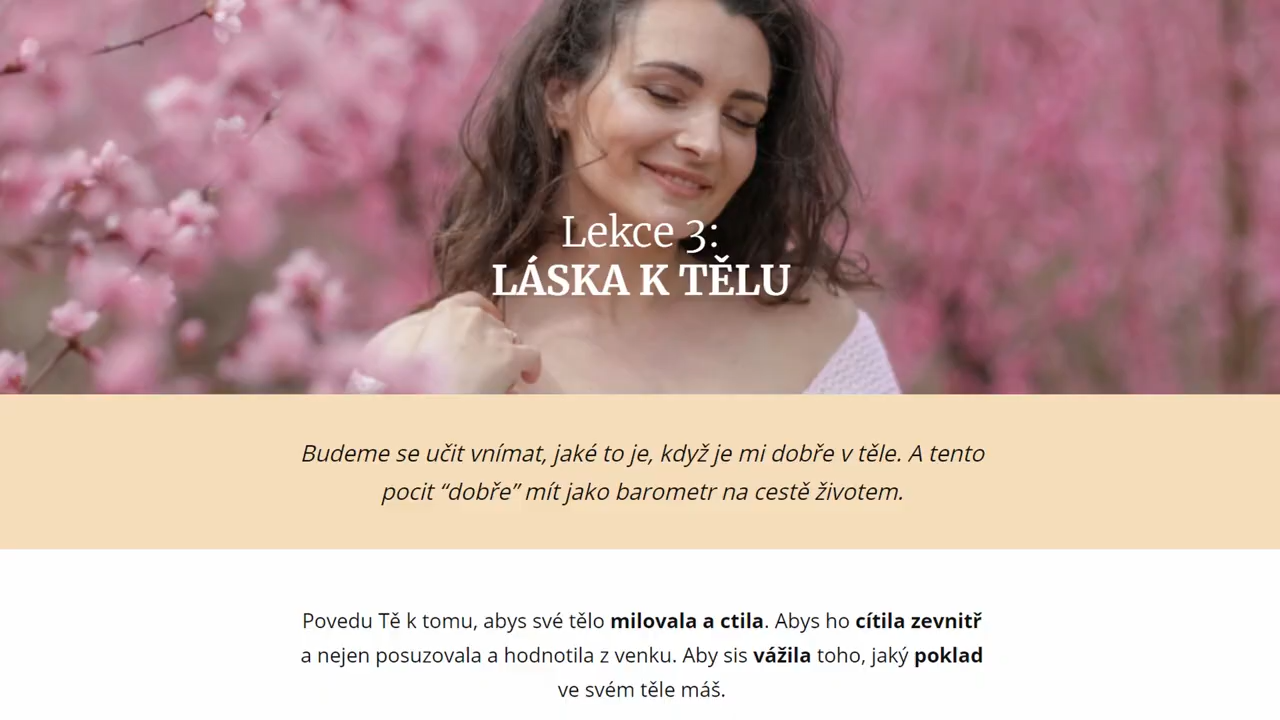 Lekce 3:
LÁSKA K TĚLU
Budeme se učit vnímat, jaké to je, když je mi dobře v těle. A tento
pocit “dobře” mít jako barometr na cestě životem.
Povedu Tě k tomu, abys své tělo milovala a ctila. Abys ho cítila zevnitř
a nejen posuzovala a hodnotila z venku. Aby sis vážila toho, jaký poklad
ve svém těle máš.